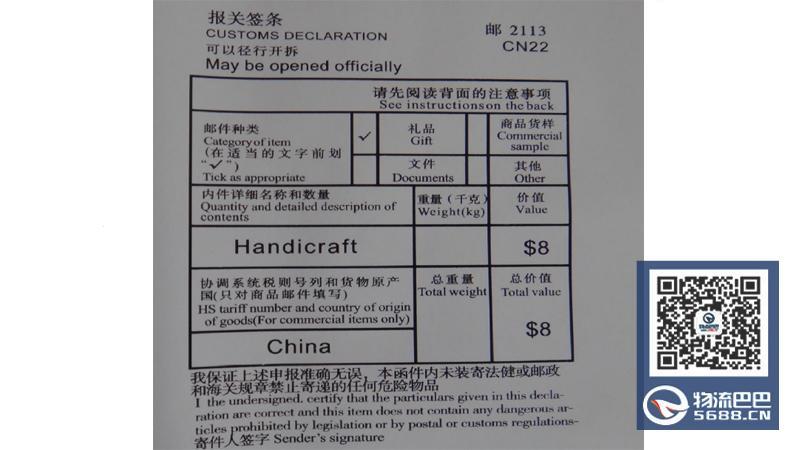 报关签条
邮 2113
CUSTOMS DECLARATION
CN22
可以径行开拆
May be opened officially
请先阅读背面的注意事项
See instructionson the back
邮件种类
Category of item
(在适当的文字前划
“✓”)
Tick as appropriate
✓
礼品
Gift
商品货样
Commercial
sample
文件
Documents
其他
Other
内件详细名称和数量
Quantity and detailed description of
contents
重量(千克)
Weight(kg)
价值
Value
Handicraft
$8
协调系统税则号列和货物原产
国(只对商品邮件填写)
HS tariff number and country of origin
of goods(For commercial items only)
总重量
Total weight
总价值
Total value
China
$8
我保证上述申报准确无误，本函件内未装寄法健或邮政
和海关规章禁止寄递的任何危险物品
I the undersigned. certify that the particulars given in this decla-
ration are correct and this item does not contain any dangerous ar-
ticles prohibited by legislation or by postal or customs regulations-
寄件人签字 Sender's signature
物流巴巴
5688.CN